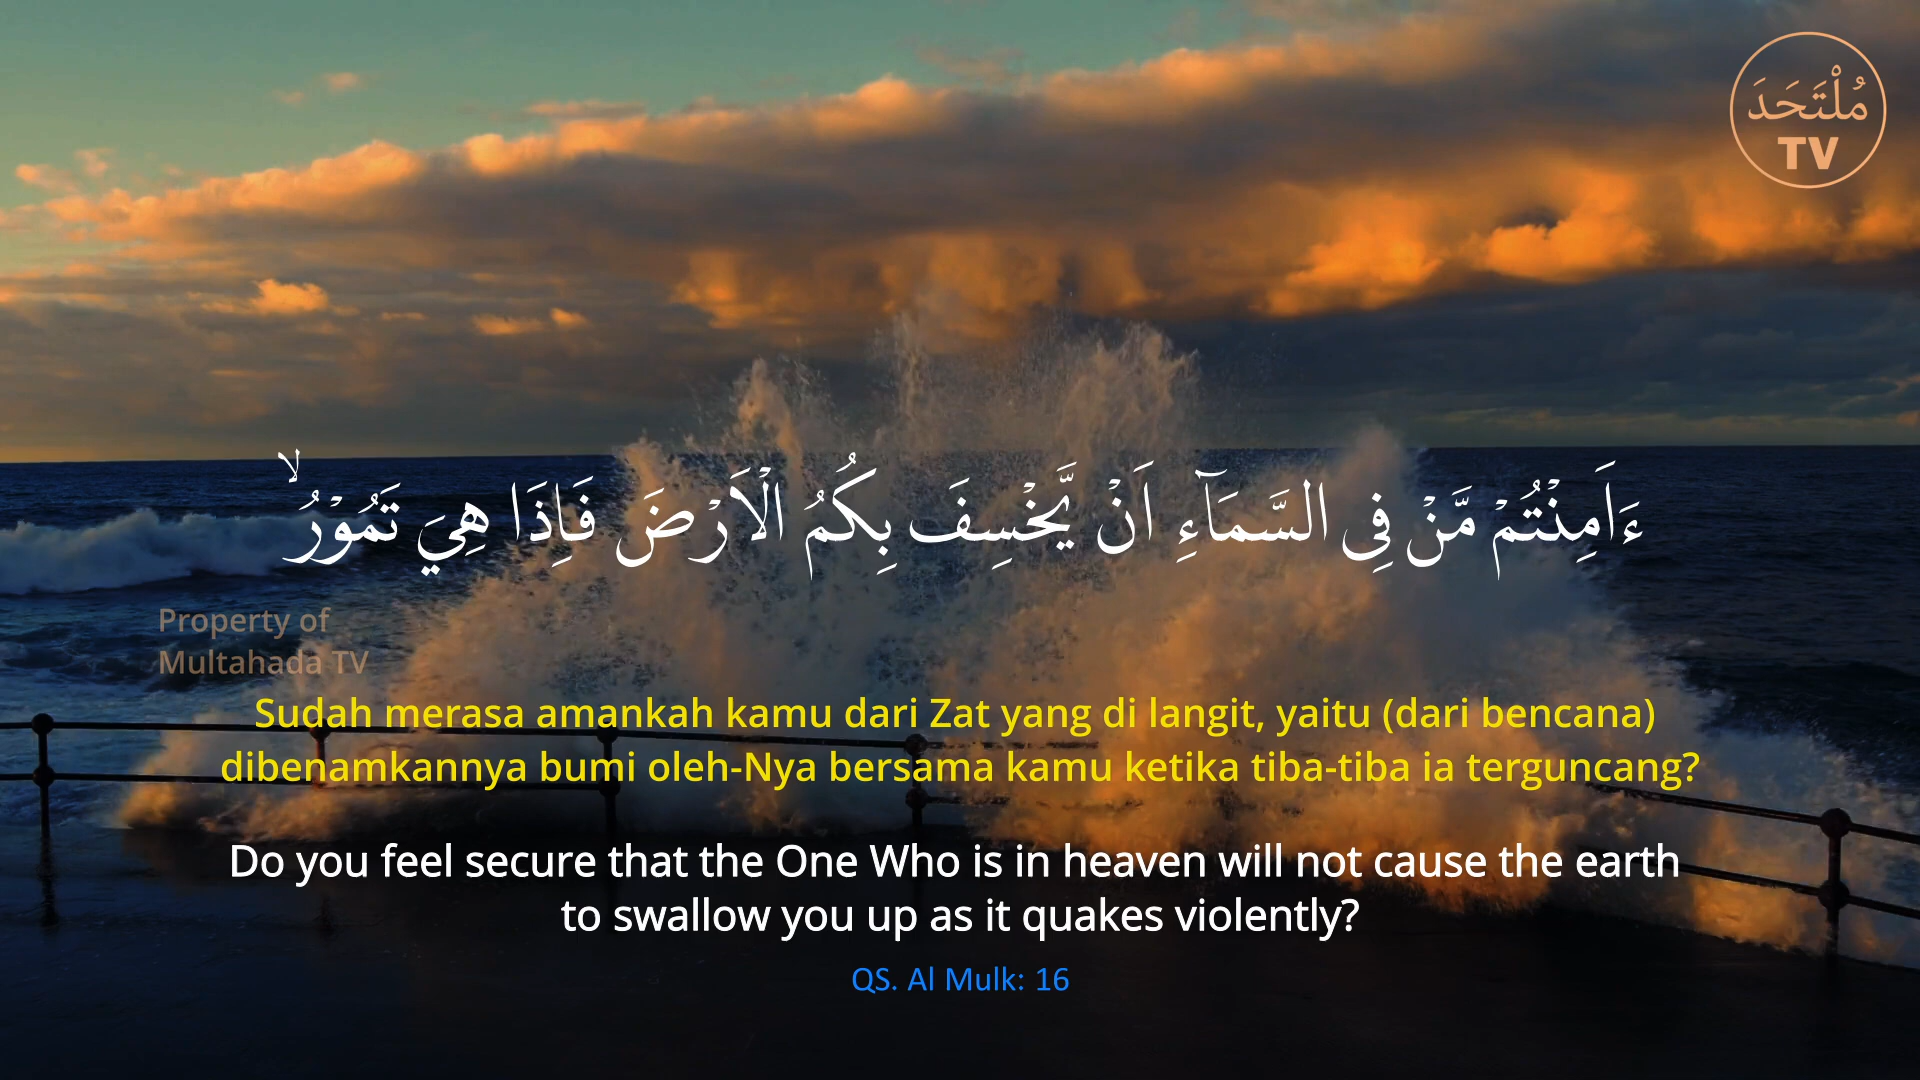 مُلْتَحَدَ
TV
ءَاَمِنْتُمْ مَّنْ فِى السَّمَاۤءِ اَنْ يَّخْسِفَ بِكُمُ الْاَرْضَ فَاِذَا هِيَ تَمُوْرُۙ
Property of
Multahada TV
Sudah merasa amankah kamu dari Zat yang di langit, yaitu (dari bencana)
dibenamkannya bumi oleh-Nya bersama kamu ketika tiba-tiba ia terguncang?
Do you feel secure that the One Who is in heaven will not cause the earth
to swallow you up as it quakes violently?
QS. Al Mulk: 16